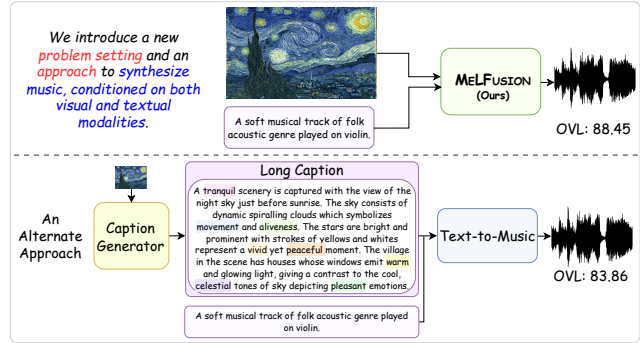 We introduce a new
problem setting and an
approach to synthesize
music, conditioned on both
visual and textual
modalities.
A soft musical track of folk
acoustic genre played on violin.
MELFUSION
(Ours)
OVL: 88.45
An
Alternate
Approach
Caption
Generator
Long Caption
A tranquil scenery is captured with the view of the
night sky just before sunrise. The sky consists of
dynamic spiralling clouds which symbolizes
movement and aliveness. The stars are bright and
prominent with strokes of yellows and whites
represent a vivid yet peaceful moment. The village
in the scene has houses whose windows emit warm
and glowing light, giving a contrast to the cool,
celestial tones of sky depicting pleasant emotions.
A soft musical track of folk acoustic genre played
on violin.
Text-to-Music
OVL: 83.86